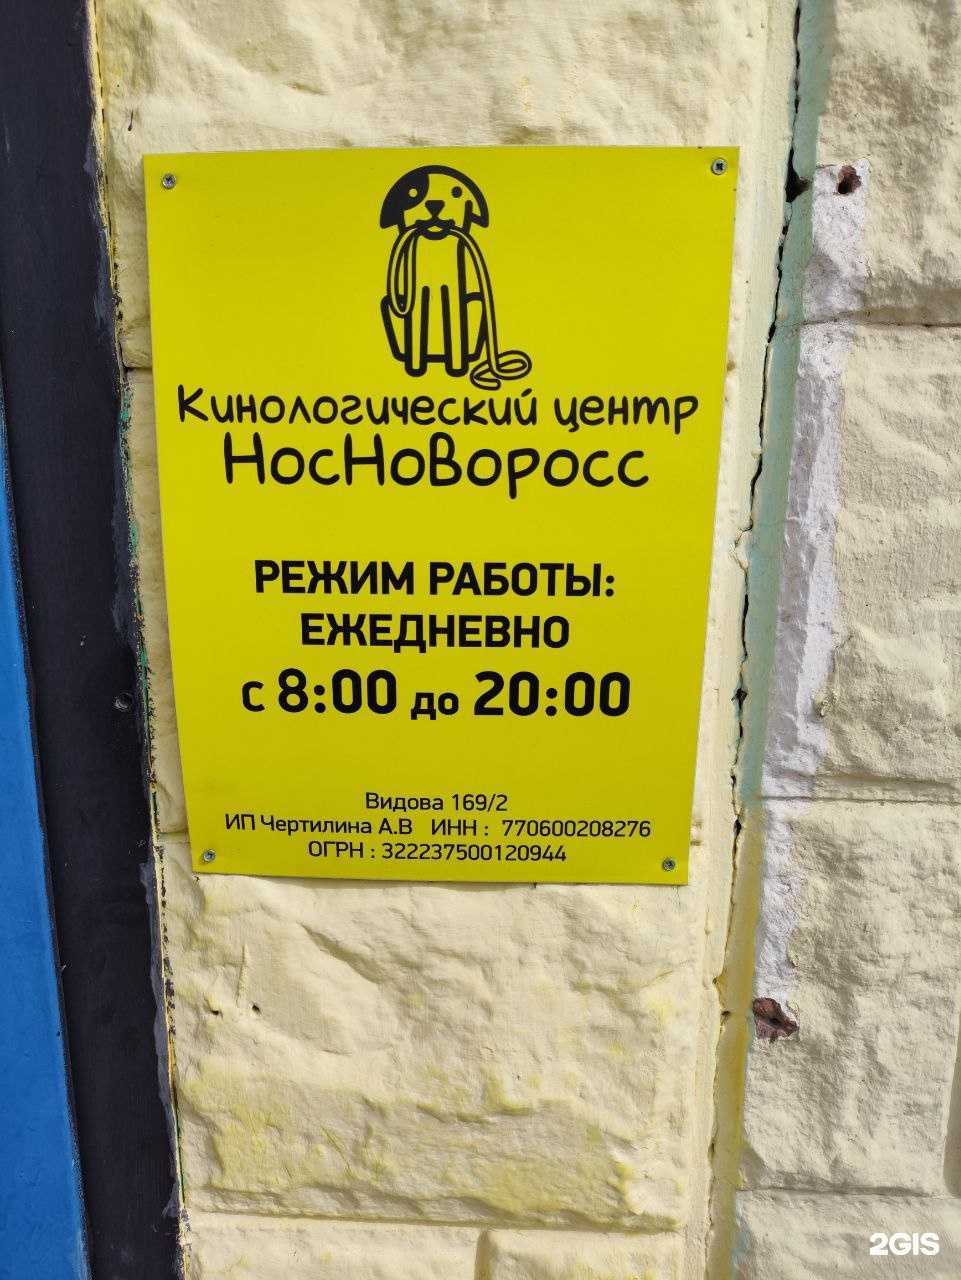 Кинологический центр
НосНоВоросс
РЕЖИМ РАБОТЫ:
ЕЖЕДНЕВНО
с 8:00 до 20:00
Видова 169/2
ИП Чертилина А.В ИНН : 770600208276
ОГРН : 322237500120944
2GIS